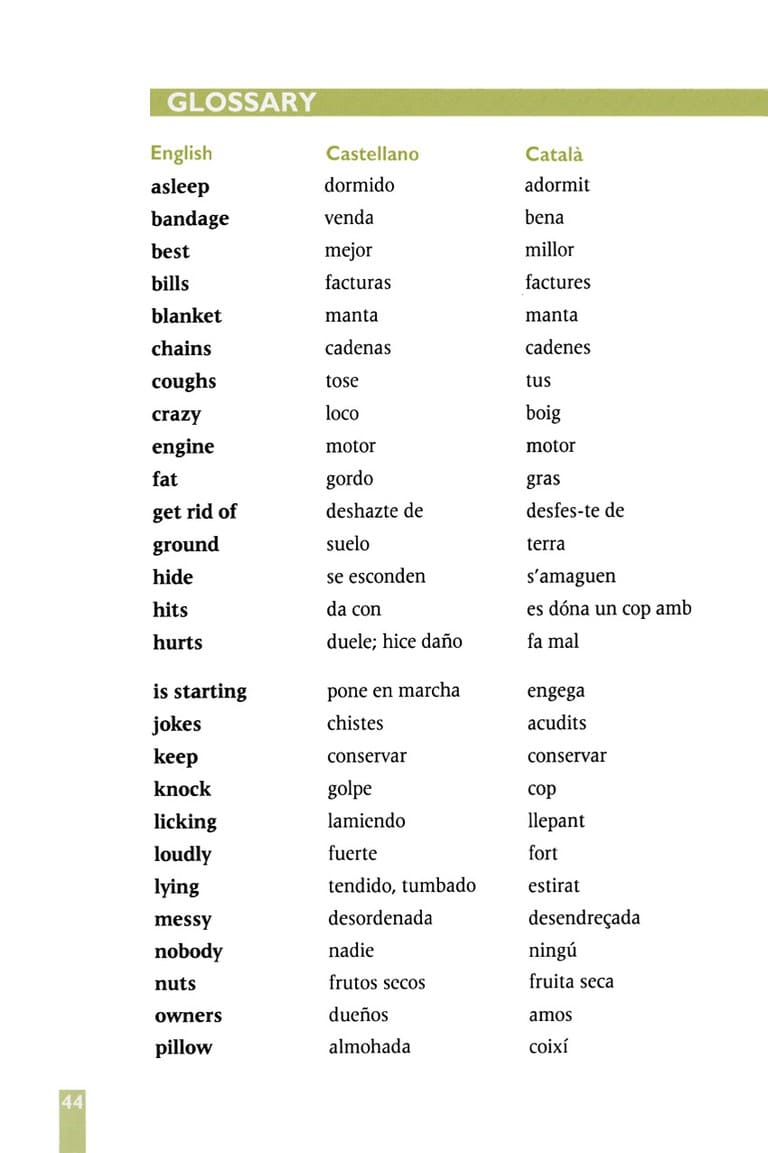 GLOSSARY
English Castellano Català
asleep dormido adormit
bandage venda bena
best mejor millor
bills facturas factures
blanket manta manta
chains cadenas cadenes
coughs tose tus
crazy loco boig
engine motor motor
fat gordo gras
get rid of deshazte de desfes-te de
ground suelo terra
hide se esconden s'amaguen
hits da con es dóna un cop amb
hurts duele; hice daño fa mal
is starting pone en marcha engega
jokes chistes acudits
keep conservar conservar
knock golpe cop
licking lamiendo llepant
loudly fuerte fort
lying tendido, tumbado estirat
messy desordenada desendreçada
nobody nadie ningú
nuts frutos secos fruita seca
owners dueños amos
pillow almohada coixí
44